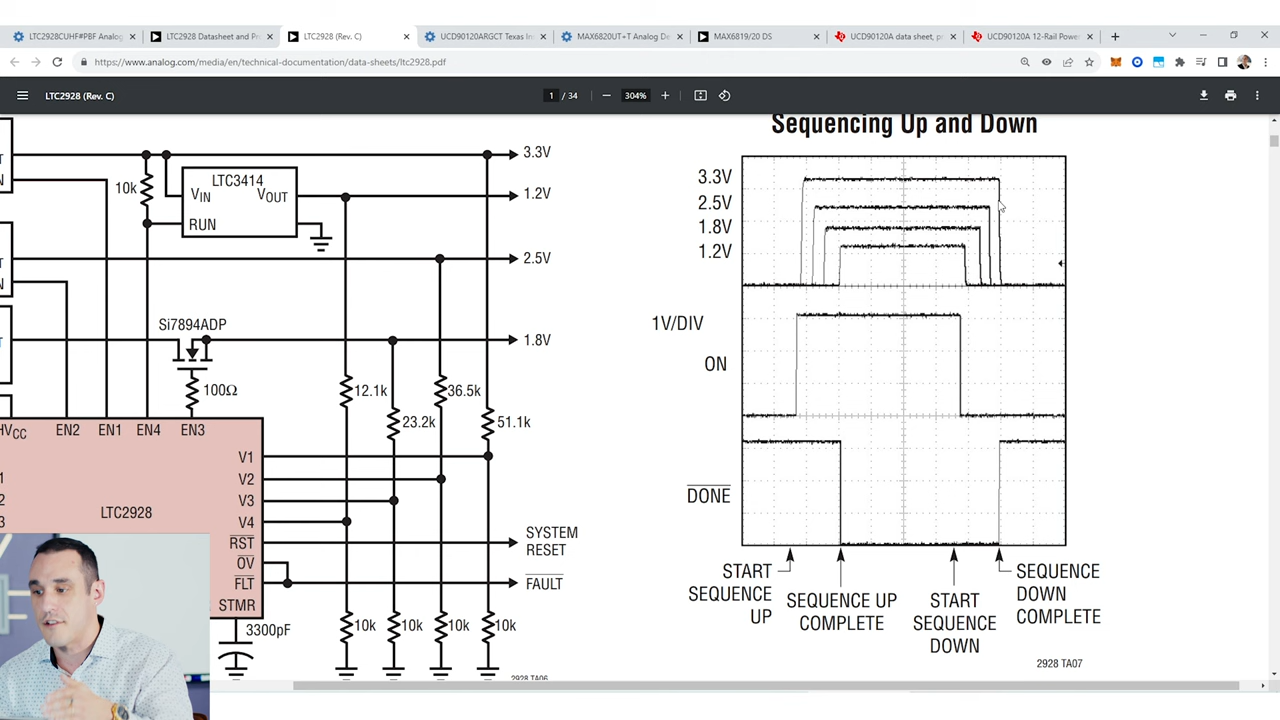 LTC2928CUHF#PBF Analog
LTC2928 Datasheet and Pr
LTC2928 (Rev. C)
UCD90120ARGCT Texas In
MAX6820UT+T Analog De
MAX6819/20 DS
UCD90120A data sheet, p
UCD90120A 12-Rail Powe
https://www.analog.com/media/en/technical-documentation/data-sheets/ltc2928.pdf
LTC2928 (Rev. C)
1 / 34
304%
T
N
T
N
T
10k
LTC3414
VIN
VOUT
RUN
3.3V
1.2V
2.5V
1.8V
Si7894ADP
100Ω
12.1k
36.5k
23.2k
51.1k
HVCC
EN2
EN1
EN4
EN3
1
2
3
LTC2928
V1
V2
V3
V4
RST
OV
FLT
STMR
SYSTEM
RESET
FAULT
3300pF
10k
10k
10k
10k
2928 TA06
Sequencing Up and Down
3.3V
2.5V
1.8V
1.2V
1V/DIV
ON
DONE
START
SEQUENCE
UP
SEQUENCE UP
COMPLETE
START
SEQUENCE
DOWN
SEQUENCE
DOWN
COMPLETE
2928 TA07